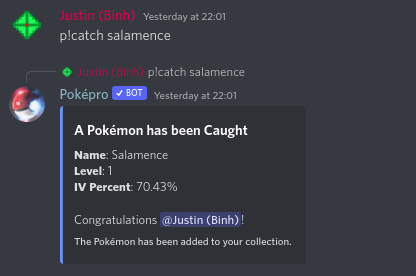 Justin (Binh) Yesterday at 22:01
p!catch salamence
Justin (Binh) p!catch salamence
Poképro ✓ BOT Yesterday at 22:01
A Pokémon has been Caught
Name: Salamence
Level: 1
IV Percent: 70.43%
Congratulations @Justin (Binh)!
The Pokémon has been added to your collection.